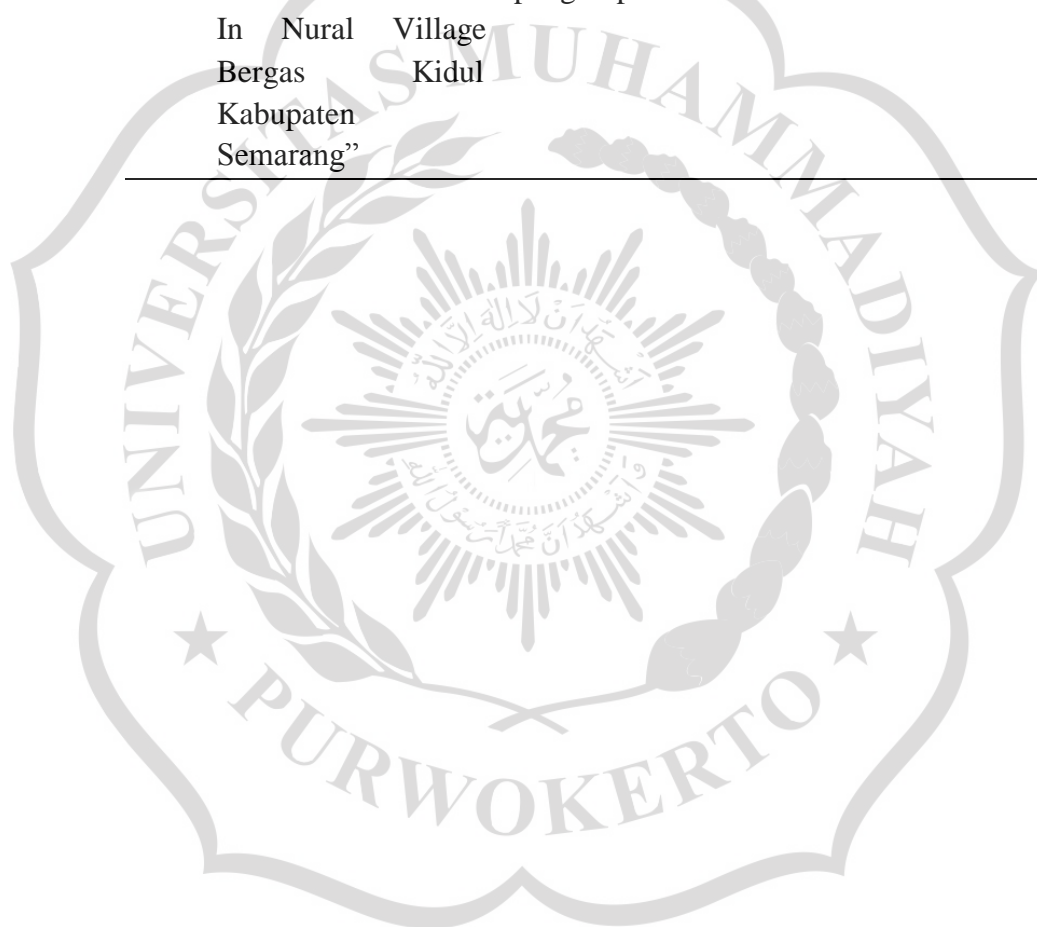 In Nural Village
Bergas Kidul
Kabupaten
Semarang”
UNIVERSITAS MUHAMMADIYAH
PURWOKERTO